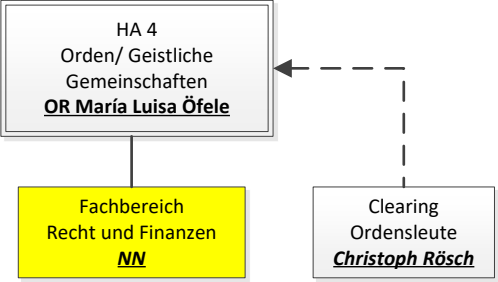 HA 4
Orden/ Geistliche
Gemeinschaften
OR María Luisa Öfele
Fachbereich
Recht und Finanzen
NN
Clearing
Ordensleute
Christoph Rösch